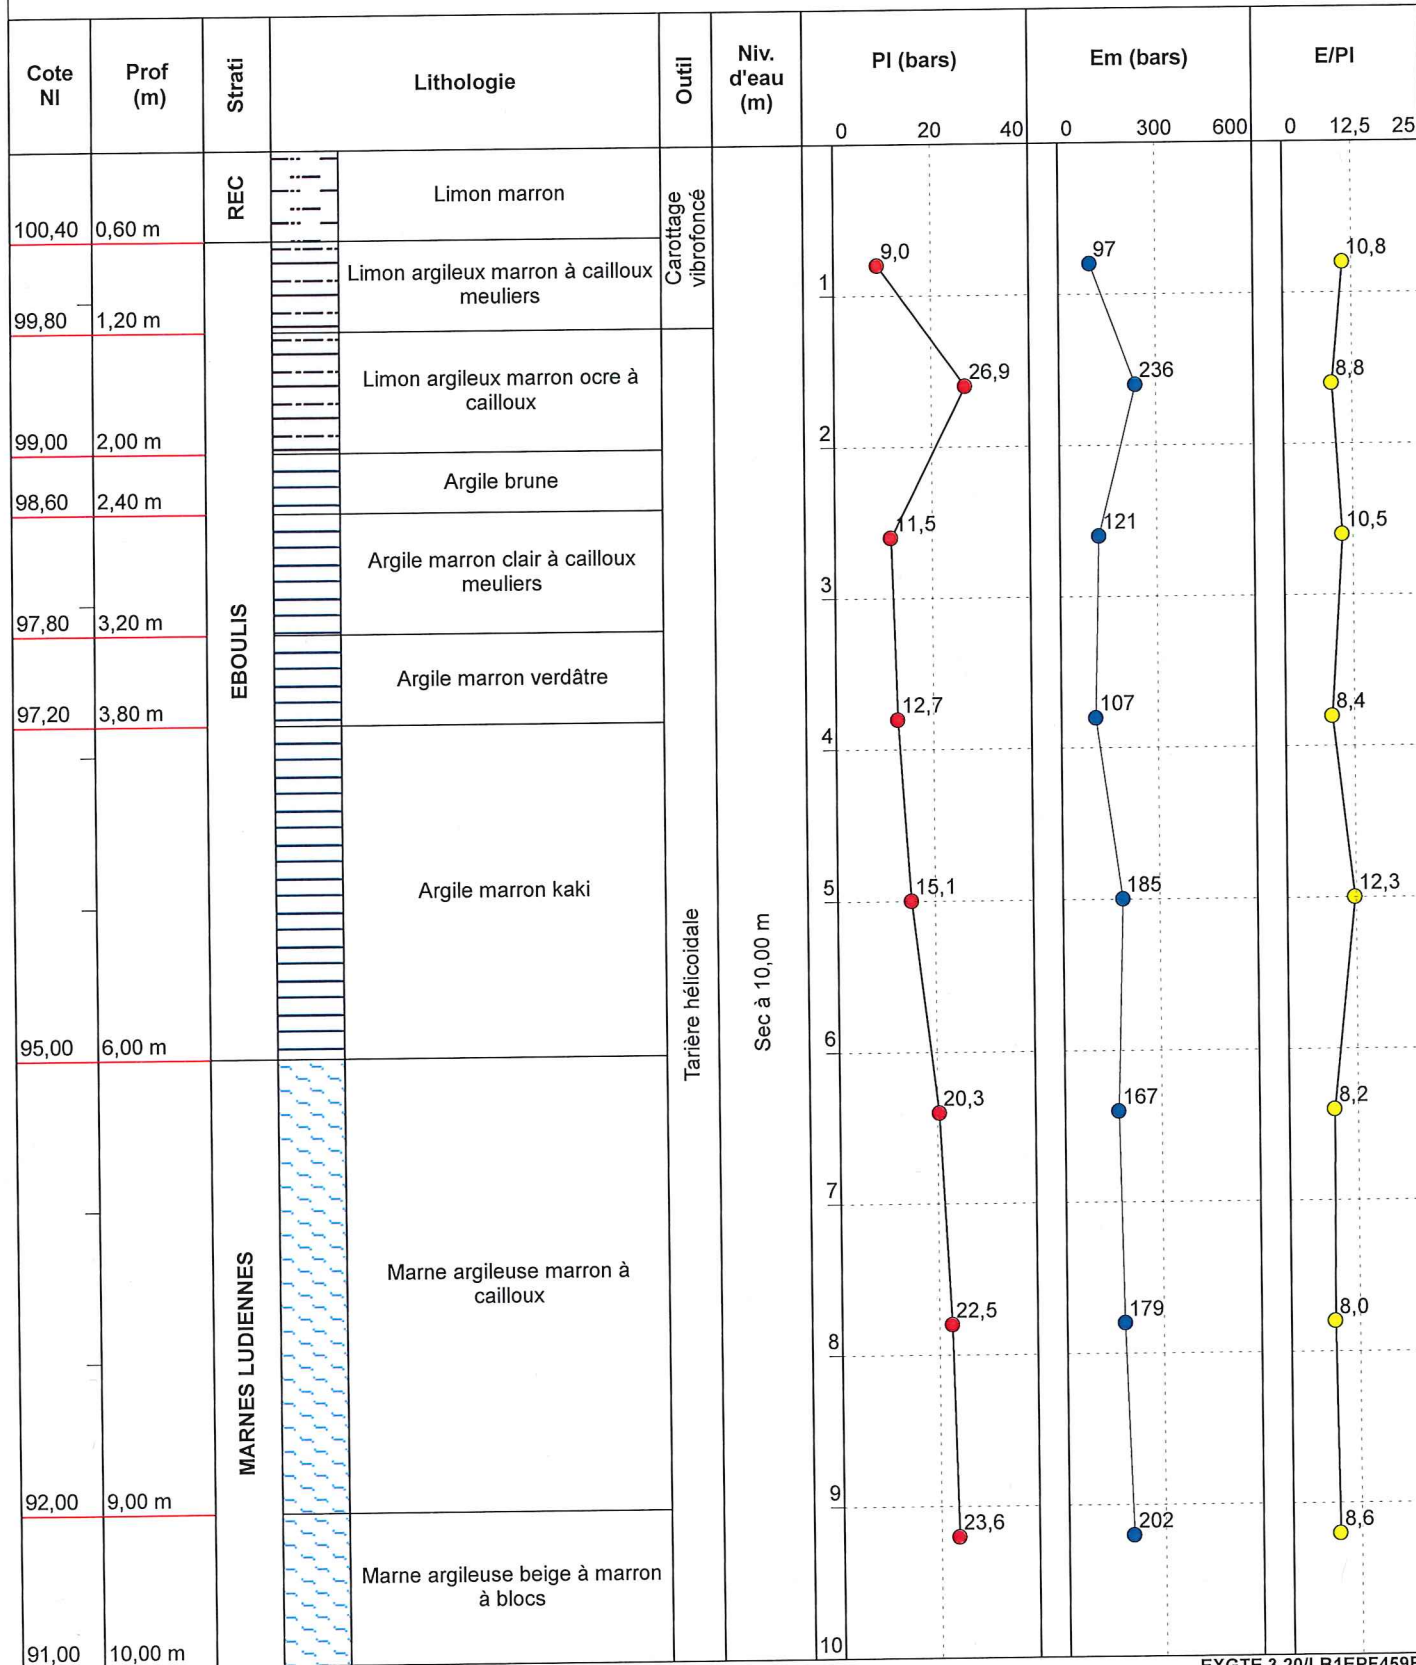 Cote
NI
Prof
(m)
Strati
Lithologie
Outil
Niv.
d'eau
(m)
Pl (bars)
0 20 40
Em (bars)
0 300 600
E/Pl
0 12,5 25
REC
Limon marron
100,40 0,60 m
Carottage
vibrofoncé
Limon argileux marron à cailloux
meuliers
99,80 1,20 m
Limon argileux marron ocre à
cailloux
99,00 2,00 m
Argile brune
98,60 2,40 m
Argile marron clair à cailloux
meuliers
97,80 3,20 m
EBOULIS
Argile marron verdâtre
97,20 3,80 m
Argile marron kaki
95,00 6,00 m
Tarière hélicoidale
Sec à 10,00 m
Marne argileuse marron à
cailloux
MARNES LUDIENNES
92,00 9,00 m
Marne argileuse beige à marron
à blocs
91,00 10,00 m
9,0 97 10,8
1
26,9 236 8,8
2
11,5 121 10,5
3
12,7 107 8,4
4
15,1 185 12,3
5
6
20,3 167 8,2
7
22,5 179 8,0
8
9
23,6 202 8,6
10